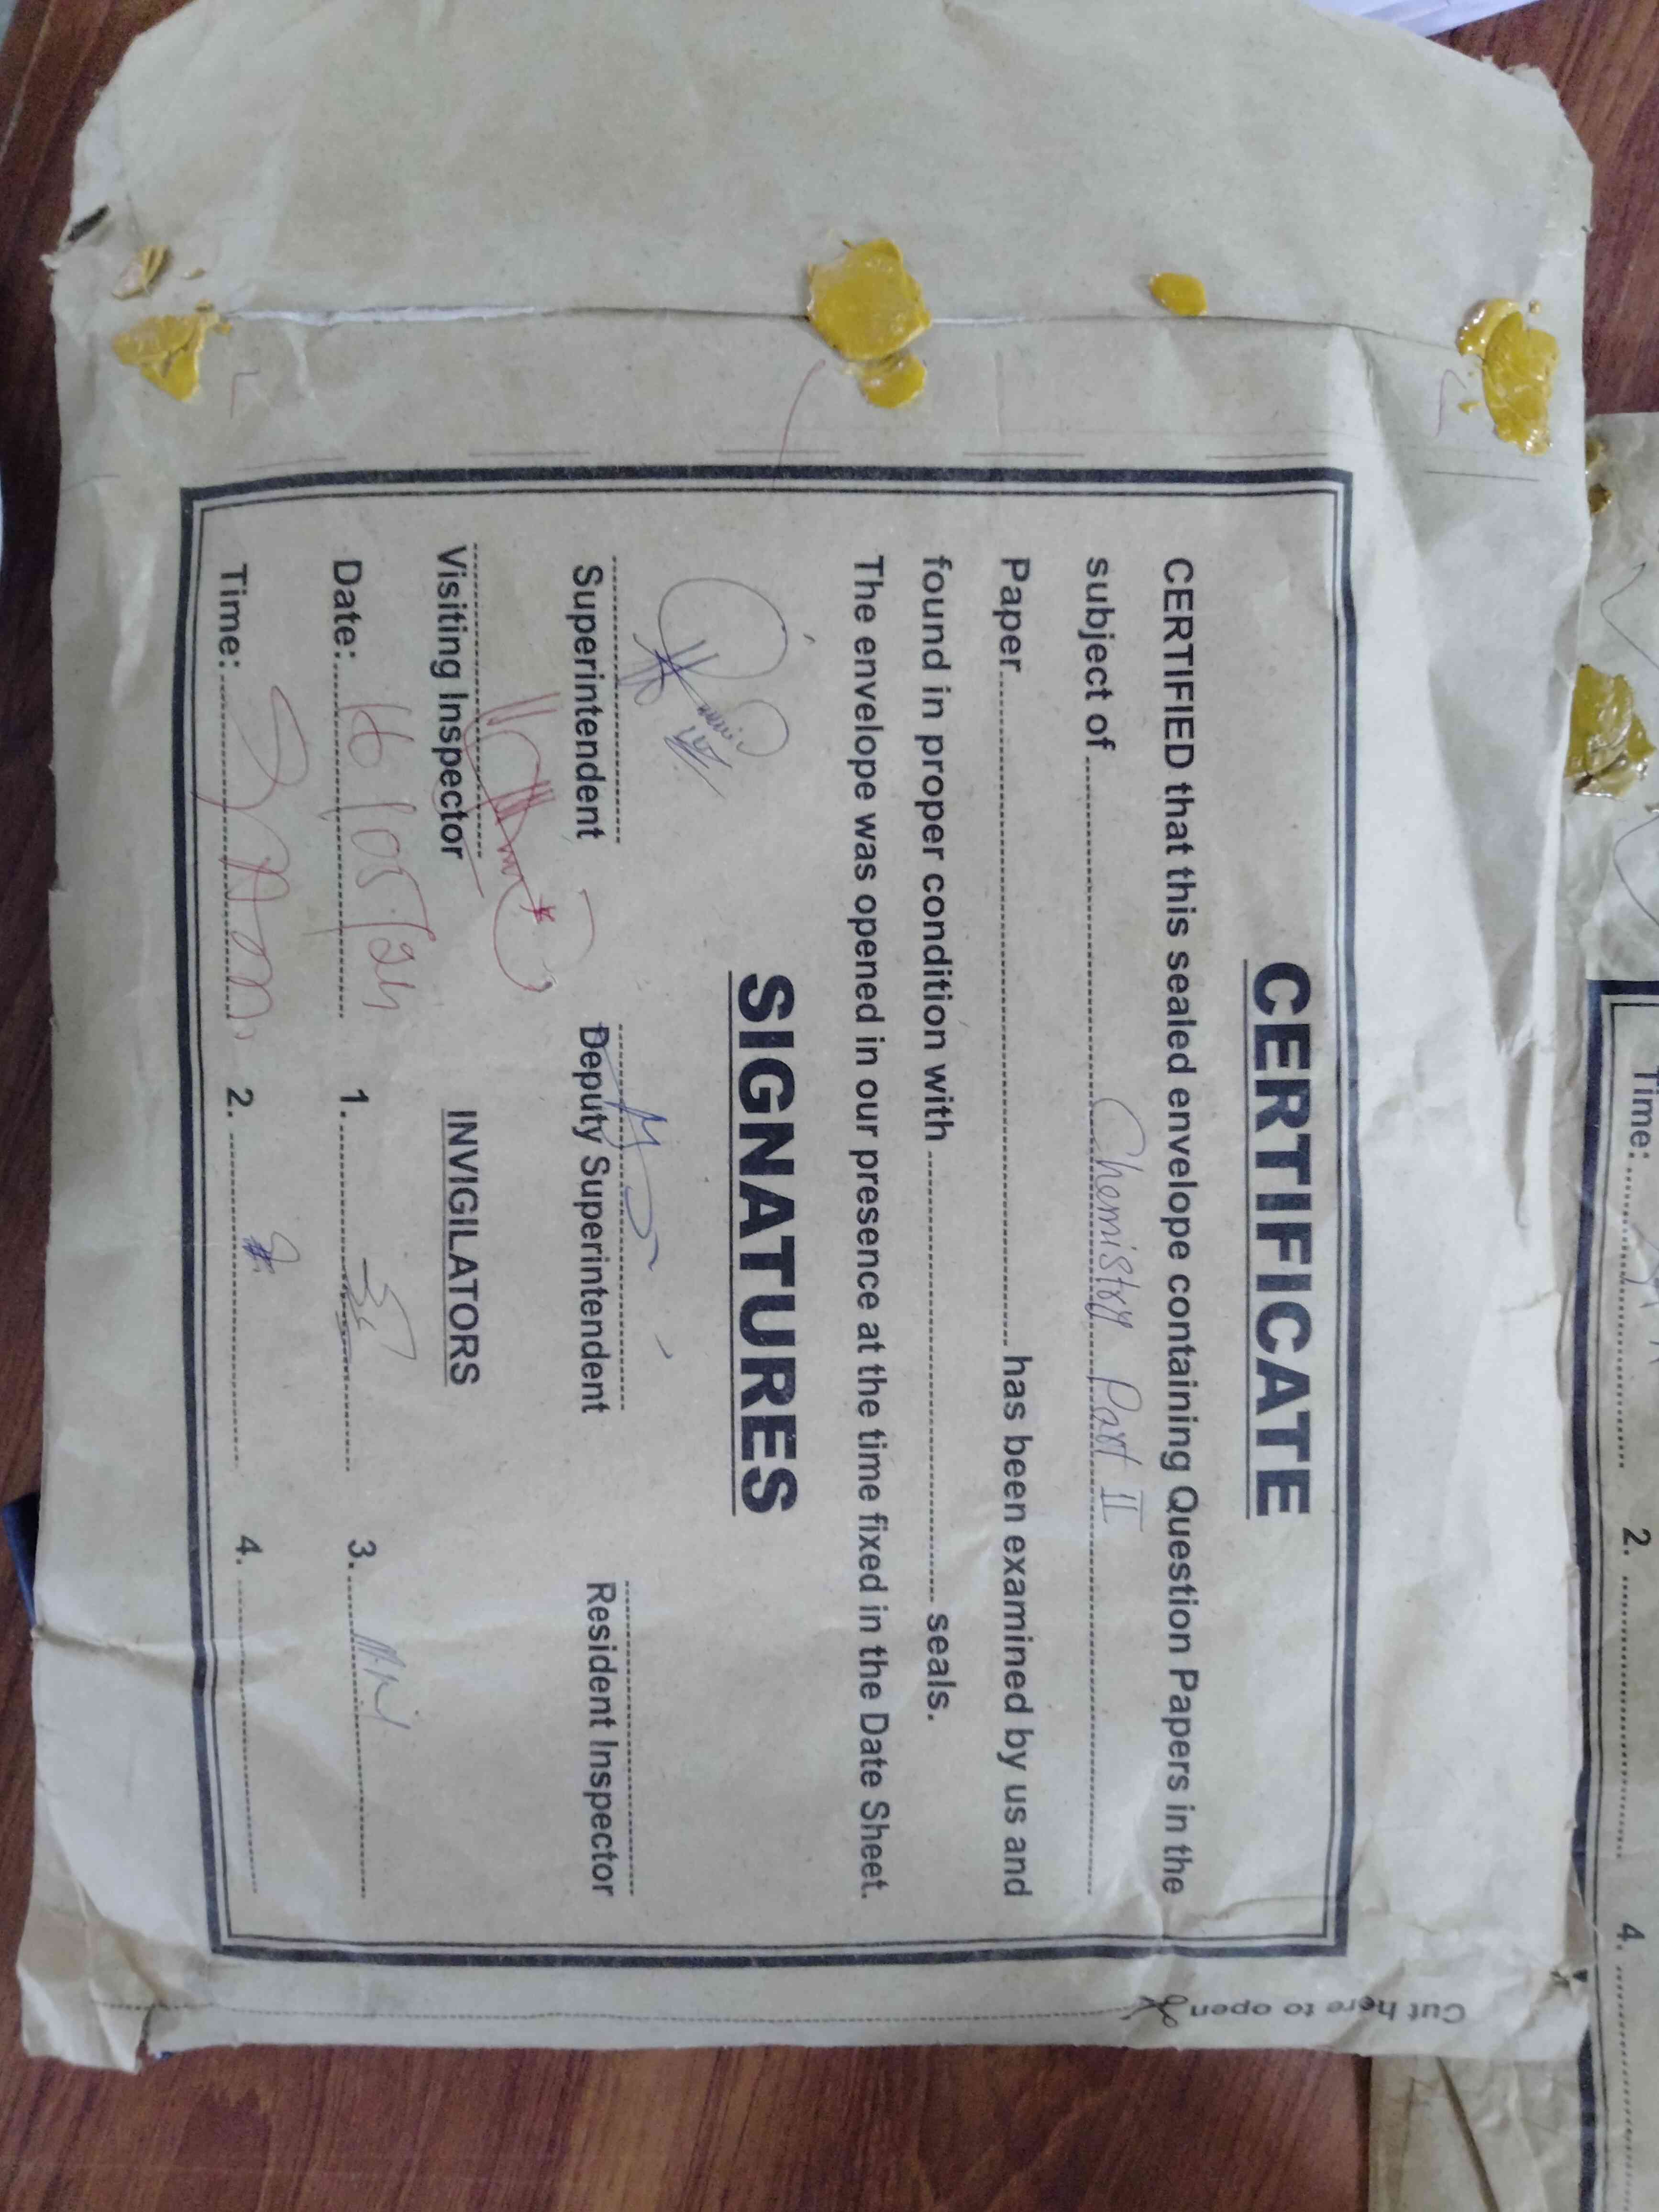 CERTIFICATE
CERTIFIED that this sealed envelope containing Question Papers in the
subject of Chemistry Part II
Paper has been examined by us and
found in proper condition with seals.
The envelope was opened in our presence at the time fixed in the Date Sheet.
SIGNATURES
Superintendent Deputy Superintendent Resident Inspector
Visiting Inspector INVIGILATORS
Date: 16/05/24 1. 3.
Time: 2. 4.
Cut here to open
Time: 2. 4.